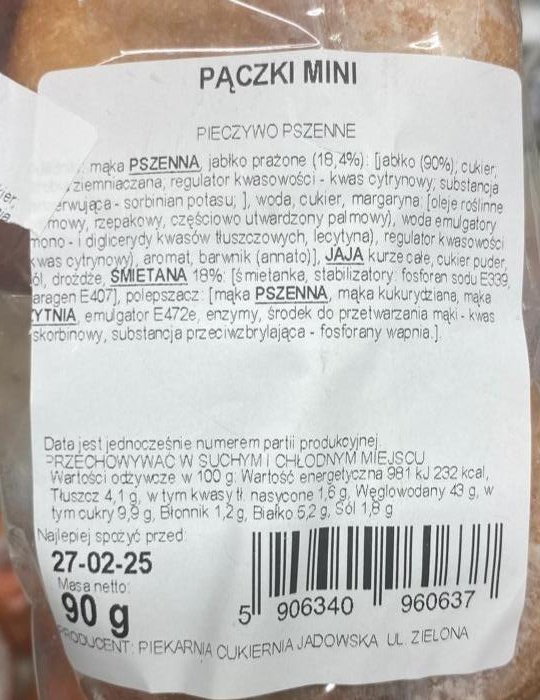 PĄCZKI MINI
PIECZYWO PSZENNE
mąka PSZENNA, jabłko prażone (18,4%): [jabłko (90%), cukier,
ziemniaczana, regulator kwasowości - kwas cytrynowy, substancja
erwująca - sorbinian potasu; ], woda, cukier, margaryna: [oleje roślinne
mowy, rzepakowy, częściowo utwardzony palmowy), woda emulgatory
mono - i diglicerydy kwasów tłuszczowych, lecytyna), regulator kwasowości
kwas cytrynowy), aromat, barwnik (annato)], JAJA kurze całe, cukier puder,
ól, drożdże, ŚMIETANA 18%: [śmietanka, stabilizatory: fosforan sodu E339,
aragen E407], polepszacz: [mąka PSZENNA, mąka kukurydziana, mąka
ŻYTNIA, emulgator E472e, enzymy, środek do przetwarzania mąki - kwas
skorbinowy, substancja przeciwzbrylająca - fosforany wapnia.].
Data jest jednocześnie numerem partii produkcyjnej.
PRZECHOWYWAĆ W SUCHYM I CHŁODNYM MIEJSCU
Wartości odżywcze w 100 g: Wartość energetyczna 981 kJ 232 kcal,
Tłuszcz 4,1 g, w tym kwasy tł. nasycone 1,6 g, Węglowodany 43 g, w
tym cukry 9,9 g, Błonnik 1,2 g, Białko 5,2 g, Sól 1,8 g
Najlepiej spożyć przed:
27-02-25
Masa netto:
90 g
5 906340 960637
PRODUCENT: PIEKARNIA CUKIERNIA JADOWSKA UL. ZIELONA